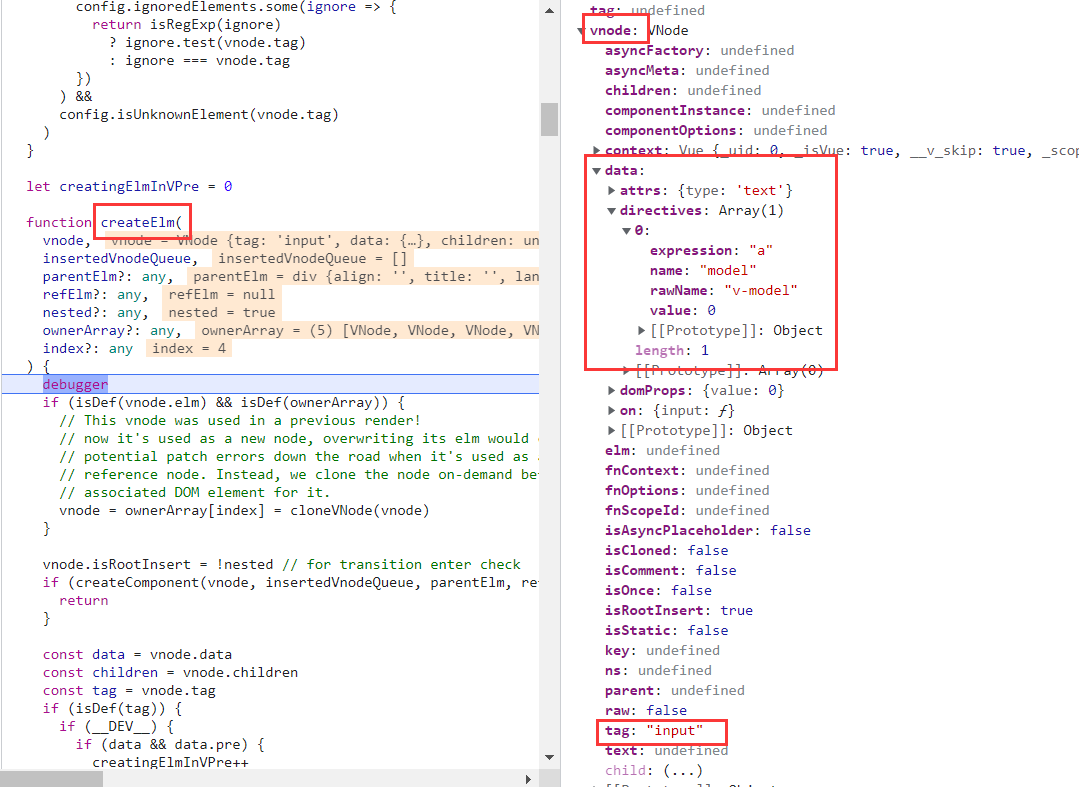 config.ignoredElements.some(ignore => {
return isRegExp(ignore)
? ignore.test(vnode.tag)
: ignore === vnode.tag
})
) &&
config.isUnknownElement(vnode.tag)
)
}
let creatingElmInVPre = 0
function createElm(
vnode, vnode = VNode {tag: 'input', data: {…}, children: un
insertedVnodeQueue, insertedVnodeQueue = []
parentElm?: any, parentElm = div {align: '', title: '', lan
refElm?: any, refElm = null
nested?: any, nested = true
ownerArray?: any, ownerArray = (5) [VNode, VNode, VNode, VN
index?: any index = 4
) {
debugger
if (isDef(vnode.elm) && isDef(ownerArray)) {
// This vnode was used in a previous render!
// now it's used as a new node, overwriting its elm would
// potential patch errors down the road when it's used as
// reference node. Instead, we clone the node on-demand be
// associated DOM element for it.
vnode = ownerArray[index] = cloneVNode(vnode)
}
vnode.isRootInsert = !nested // for transition enter check
if (createComponent(vnode, insertedVnodeQueue, parentElm, re
return
}
const data = vnode.data
const children = vnode.children
const tag = vnode.tag
if (isDef(tag)) {
if (__DEV__) {
if (data && data.pre) {
creatingElmInVPre++
tag: undefined
vnode: VNode
asyncFactory: undefined
asyncMeta: undefined
children: undefined
componentInstance: undefined
componentOptions: undefined
context: Vue {_uid: 0, _isVue: true, __v_skip: true, _scop
data:
attrs: {type: 'text'}
directives: Array(1)
0:
expression: "a"
name: "model"
rawName: "v-model"
value: 0
[[Prototype]]: Object
length: 1
[[Prototype]]: Array(0)
domProps: {value: 0}
on: {input: ƒ}
[[Prototype]]: Object
elm: undefined
fnContext: undefined
fnOptions: undefined
fnScopeId: undefined
isAsyncPlaceholder: false
isCloned: false
isComment: false
isOnce: false
isRootInsert: true
isStatic: false
key: undefined
ns: undefined
parent: undefined
raw: false
tag: "input"
text: undefined
child: (...)
[[Prototype]]: Object